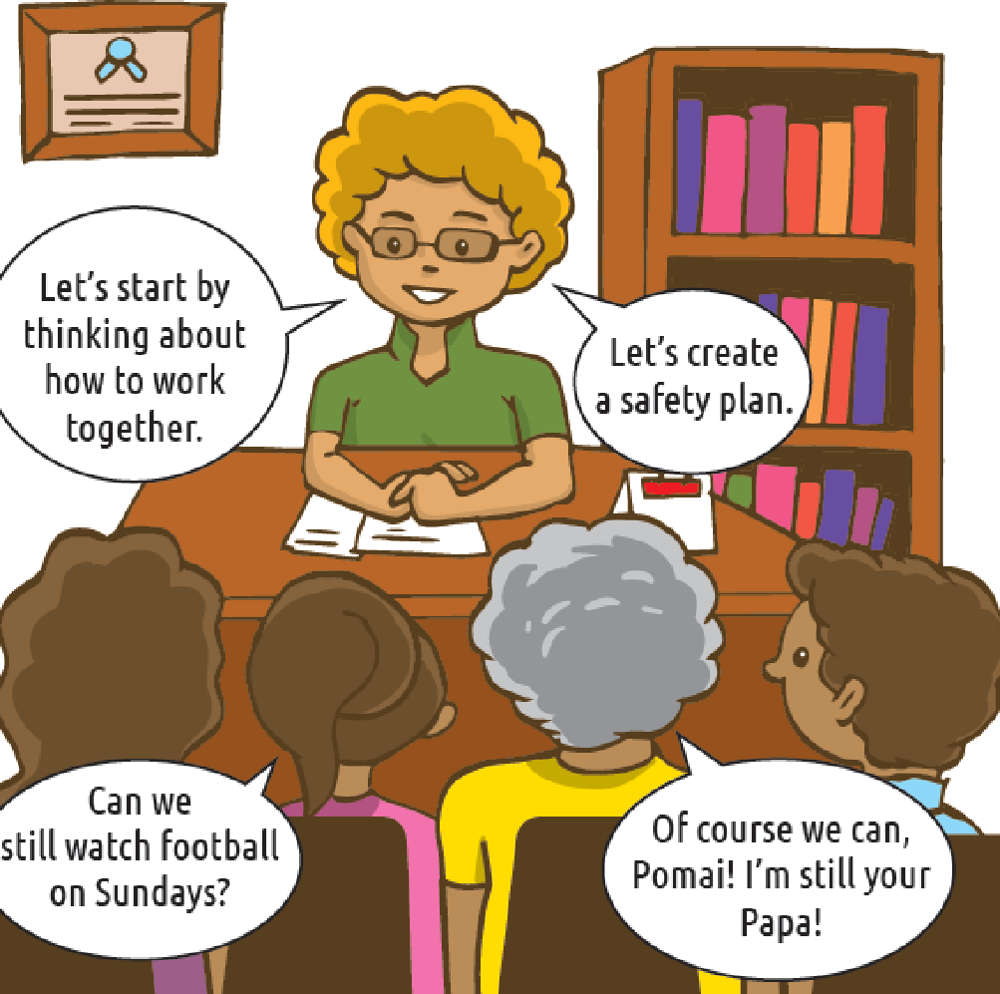 Let's start by
thinking about
how to work
together.
Let's create
a safety plan.
Can we
still watch football
on Sundays?
Of course we can,
Pomai! I'm still your
Papa!